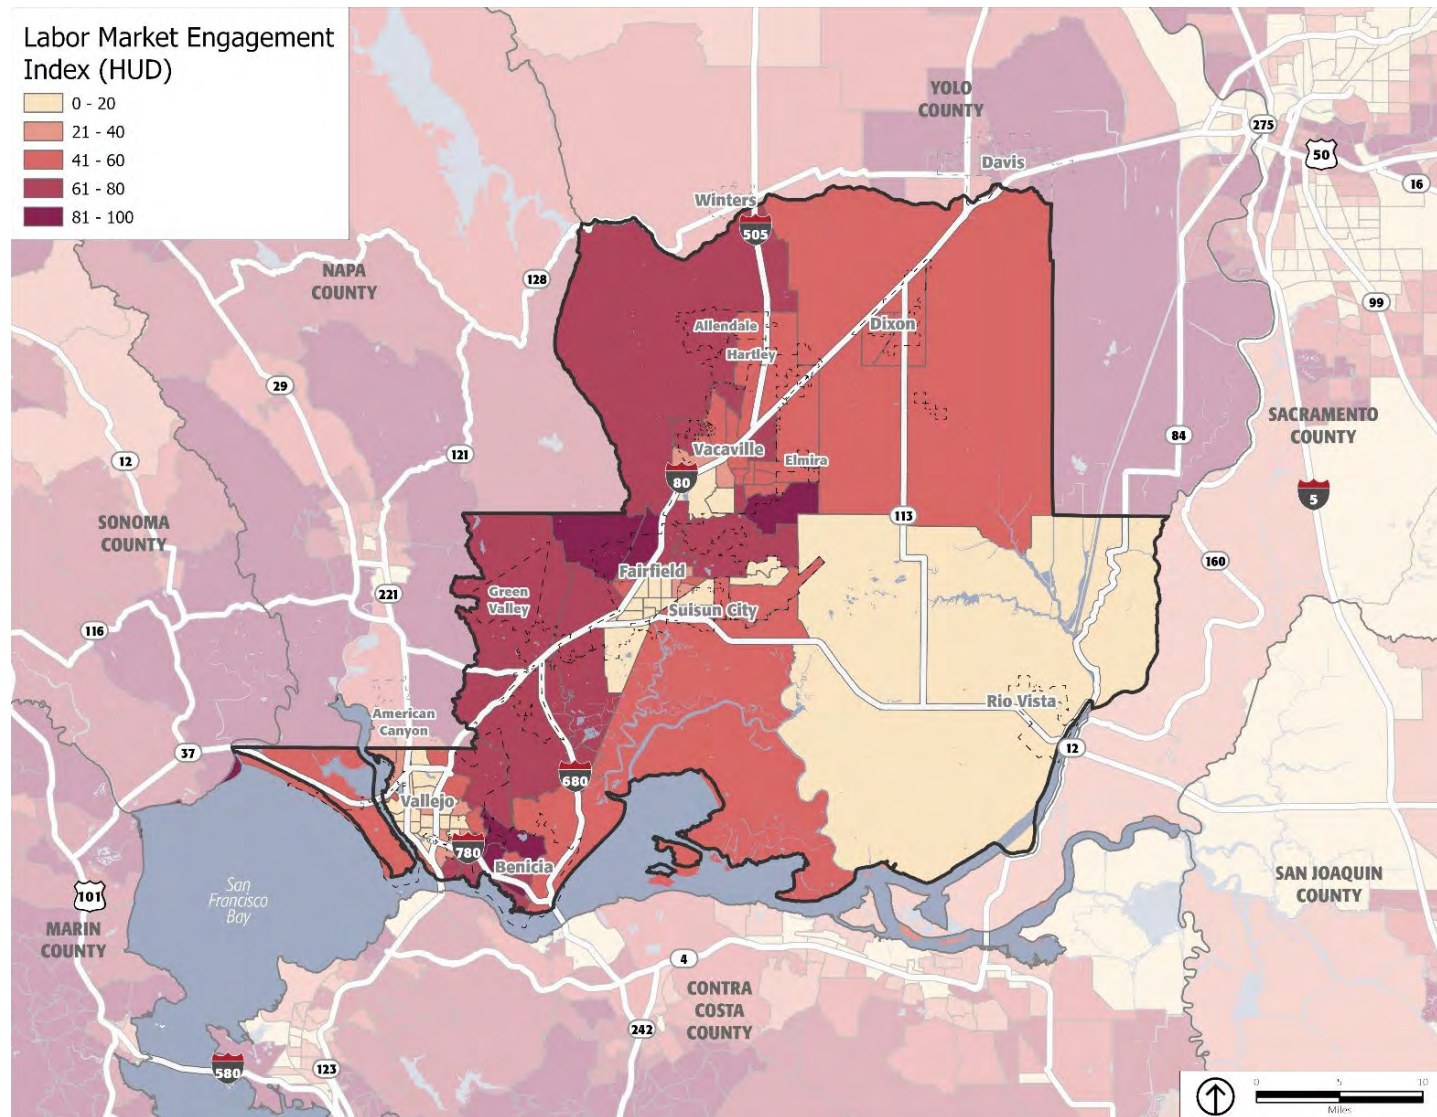 Labor Market Engagement
Index (HUD)
0 - 20
21 - 40
41 - 60
61 - 80
81 - 100
YOLO
COUNTY
275
50
Davis
16
Winters
505
NAPA
COUNTY
128
99
Allendale
Dixon
Hartley
29
SACRAMENTO
COUNTY
84
12
121
Vacaville
Elmira
80
5
SONOMA
COUNTY
113
160
Fairfield
221
Green
Valley
Suisun City
116
Rio Vista
American
Canyon
37
12
680
Vallejo
780
Benicia
San
Francisco
Bay
101
MARIN
COUNTY
SAN JOAQUIN
COUNTY
4
CONTRA
COSTA
COUNTY
242
580
123
0 5 10
Miles